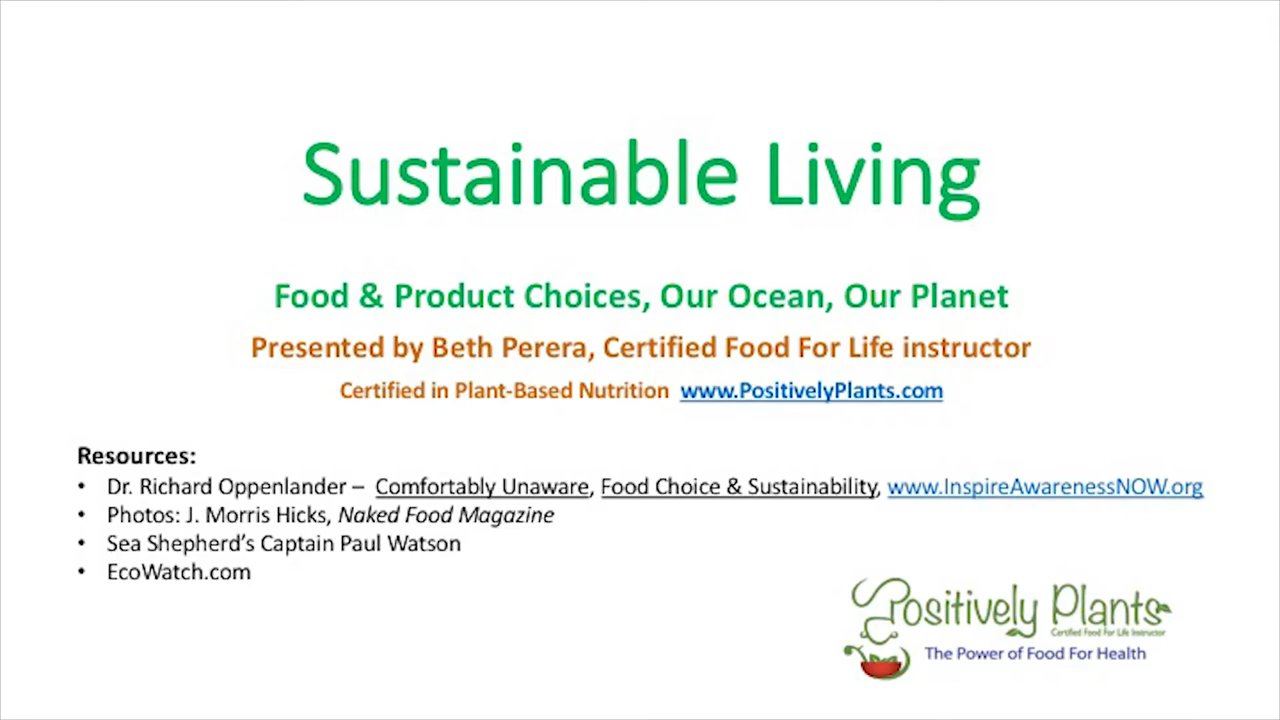 Sustainable Living
Food & Product Choices, Our Ocean, Our Planet
Presented by Beth Perera, Certified Food For Life instructor
Certified in Plant-Based Nutrition www.PositivelyPlants.com
Resources:
• Dr. Richard Oppenlander – Comfortably Unaware, Food Choice & Sustainability, www.InspireAwarenessNOW.org
• Photos: J. Morris Hicks, Naked Food Magazine
• Sea Shepherd's Captain Paul Watson
• EcoWatch.com
Positively Plants
Certified Food For Life Instructor
The Power of Food For Health